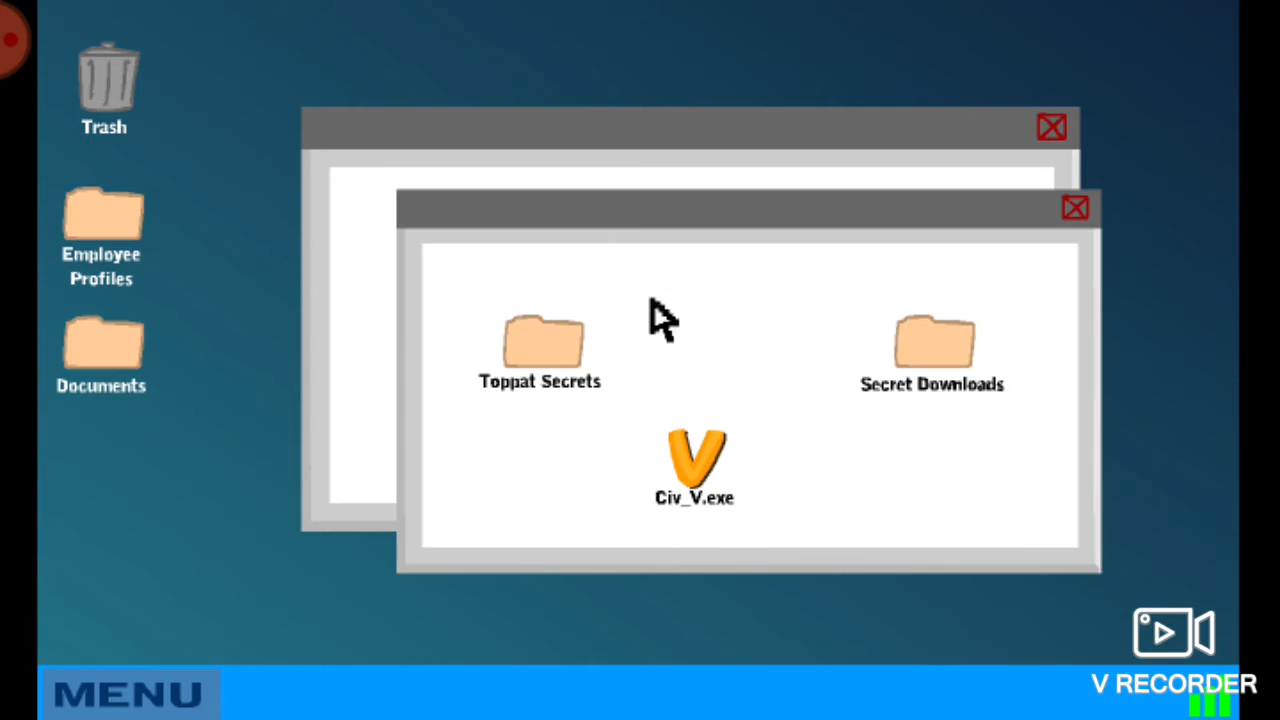 Trash
Employee
Profiles
Documents
Toppat Secrets
Secret Downloads
V
Civ_V.exe
MENU
V RECORDER